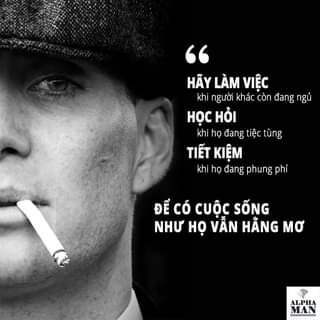 “
HÃY LÀM VIỆC
khi người khác còn đang ngủ
HỌC HỎI
khi họ đang tiệc tùng
TIẾT KIỆM
khi họ đang phung phí
ĐỂ CÓ CUỘC SỐNG
NHƯ HỌ VẪN HẰNG MƠ
ALPHA
MAN